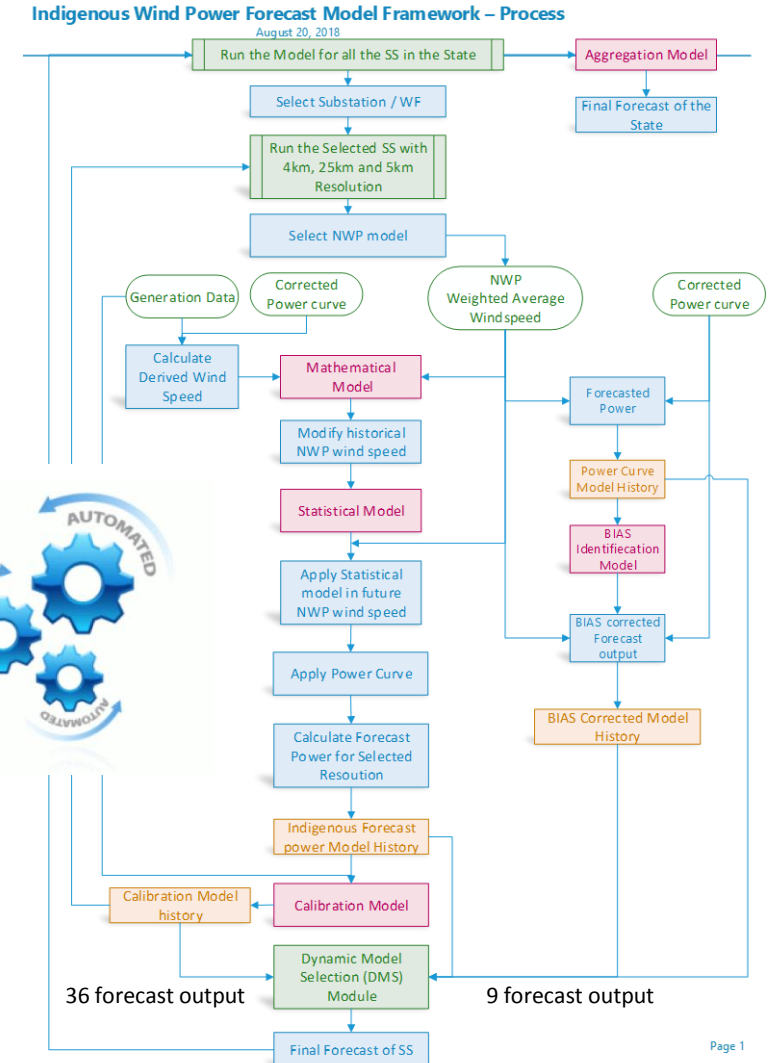 Indigenous Wind Power Forecast Model Framework – Process
August 20, 2018
Run the Model for all the SS in the State
Aggregation Model
Select Substation / WF
Final Forecast of the
State
Run the Selected SS with
4km, 25km and 5km
Resolution
Select NWP model
Generation Data
Corrected
Power curve
NWP
Weighted Average
Windspeed
Corrected
Power curve
Calculate
Derived Wind
Speed
Mathematical
Model
Forecasted
Power
Modify historical
NWP wind speed
Power Curve
Model History
Statistical Model
BIAS
Identifiecation
Model
AUTOMATED
Apply Statistical
model in future
NWP wind speed
BIAS corrected
Forecast
output
Apply Power Curve
AUTOMATED
BIAS Corrected Model
History
Calculate Forecast
Power for Selected
Resoution
Indigenous Forecast
power Model History
Calibration Model
history
Calibration Model
Dynamic Model
Selection (DMS)
Module
36 forecast output
9 forecast output
Final Forecast of SS
Page 1